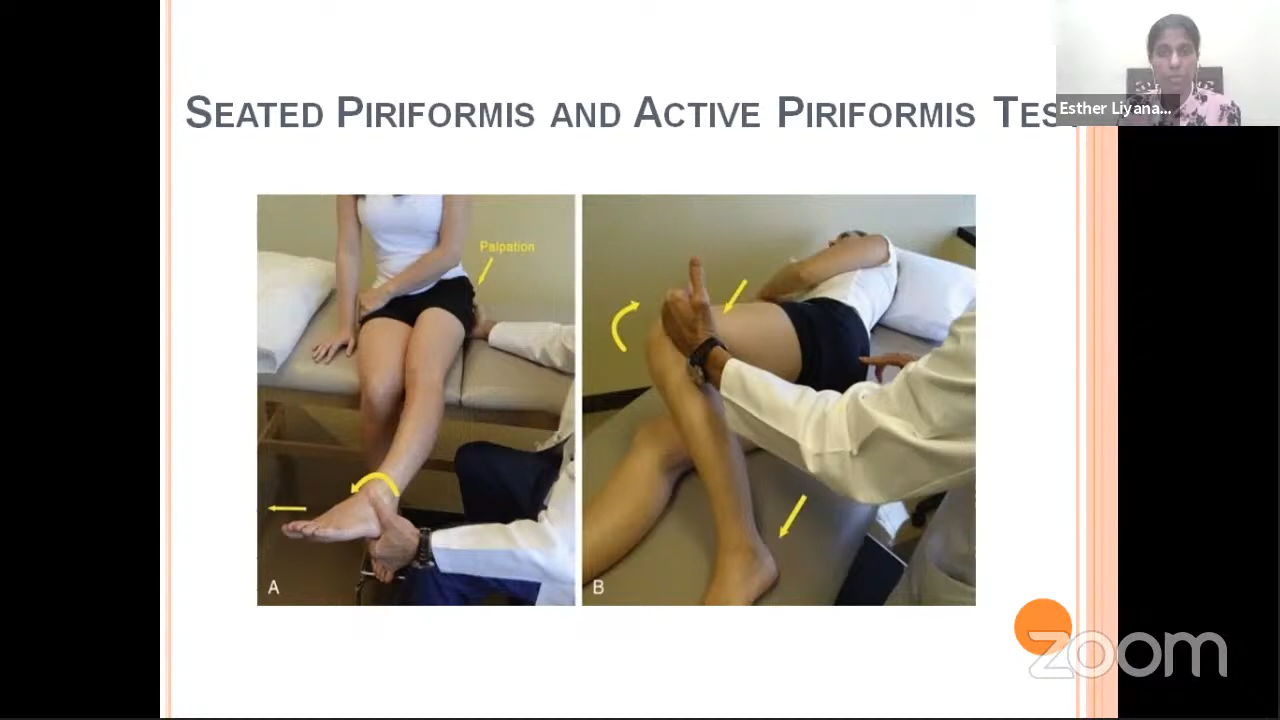 SEATED PIRIFORMIS AND ACTIVE PIRIFORMIS TES
Esther Liyana...
Palpation
A
B
zoom